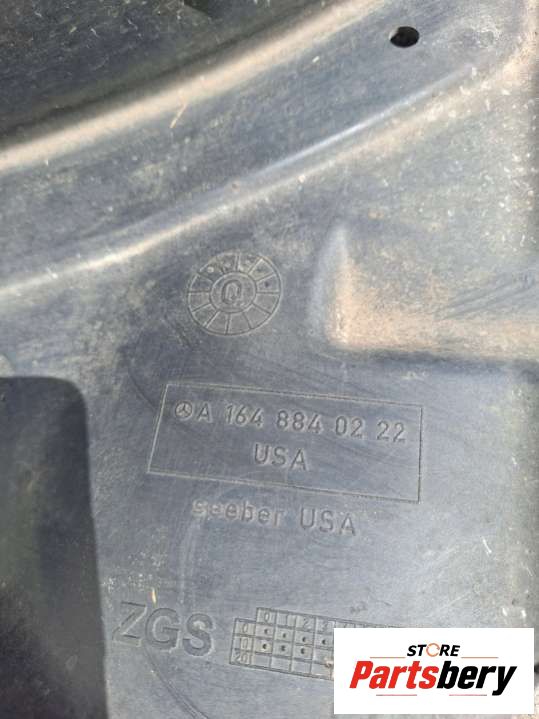 A 164 884 02 22
USA
seeber USA
ZGS
STORE
Partsbery